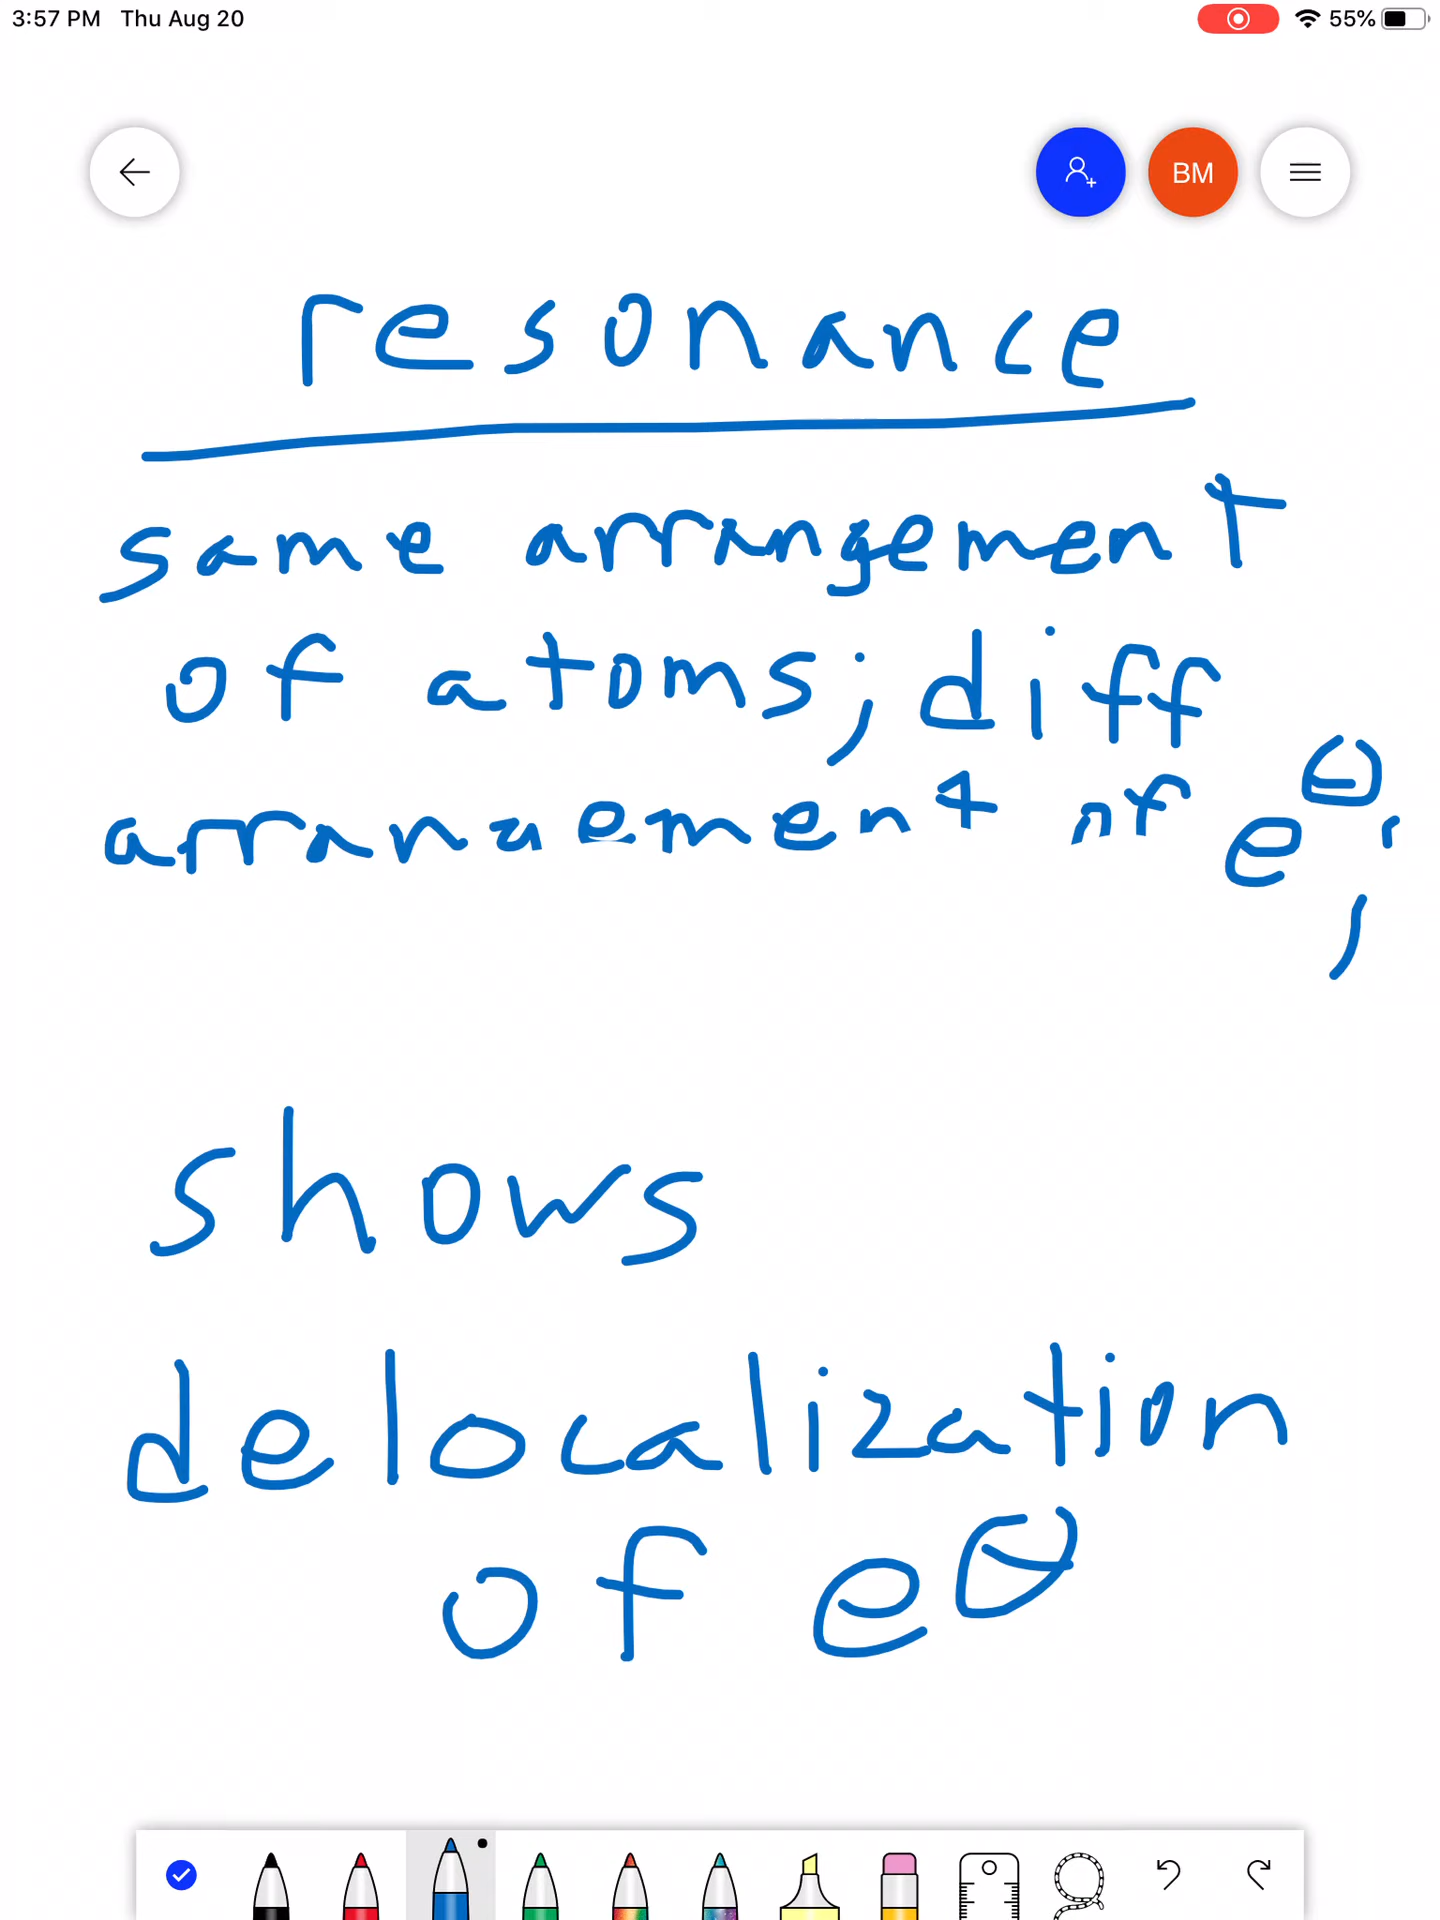 3:57 PM Thu Aug 20 55%
BM
resonance
same arrangement
of atoms; diff
arrangement of e⊖;
shows
delocalization
of e⊖